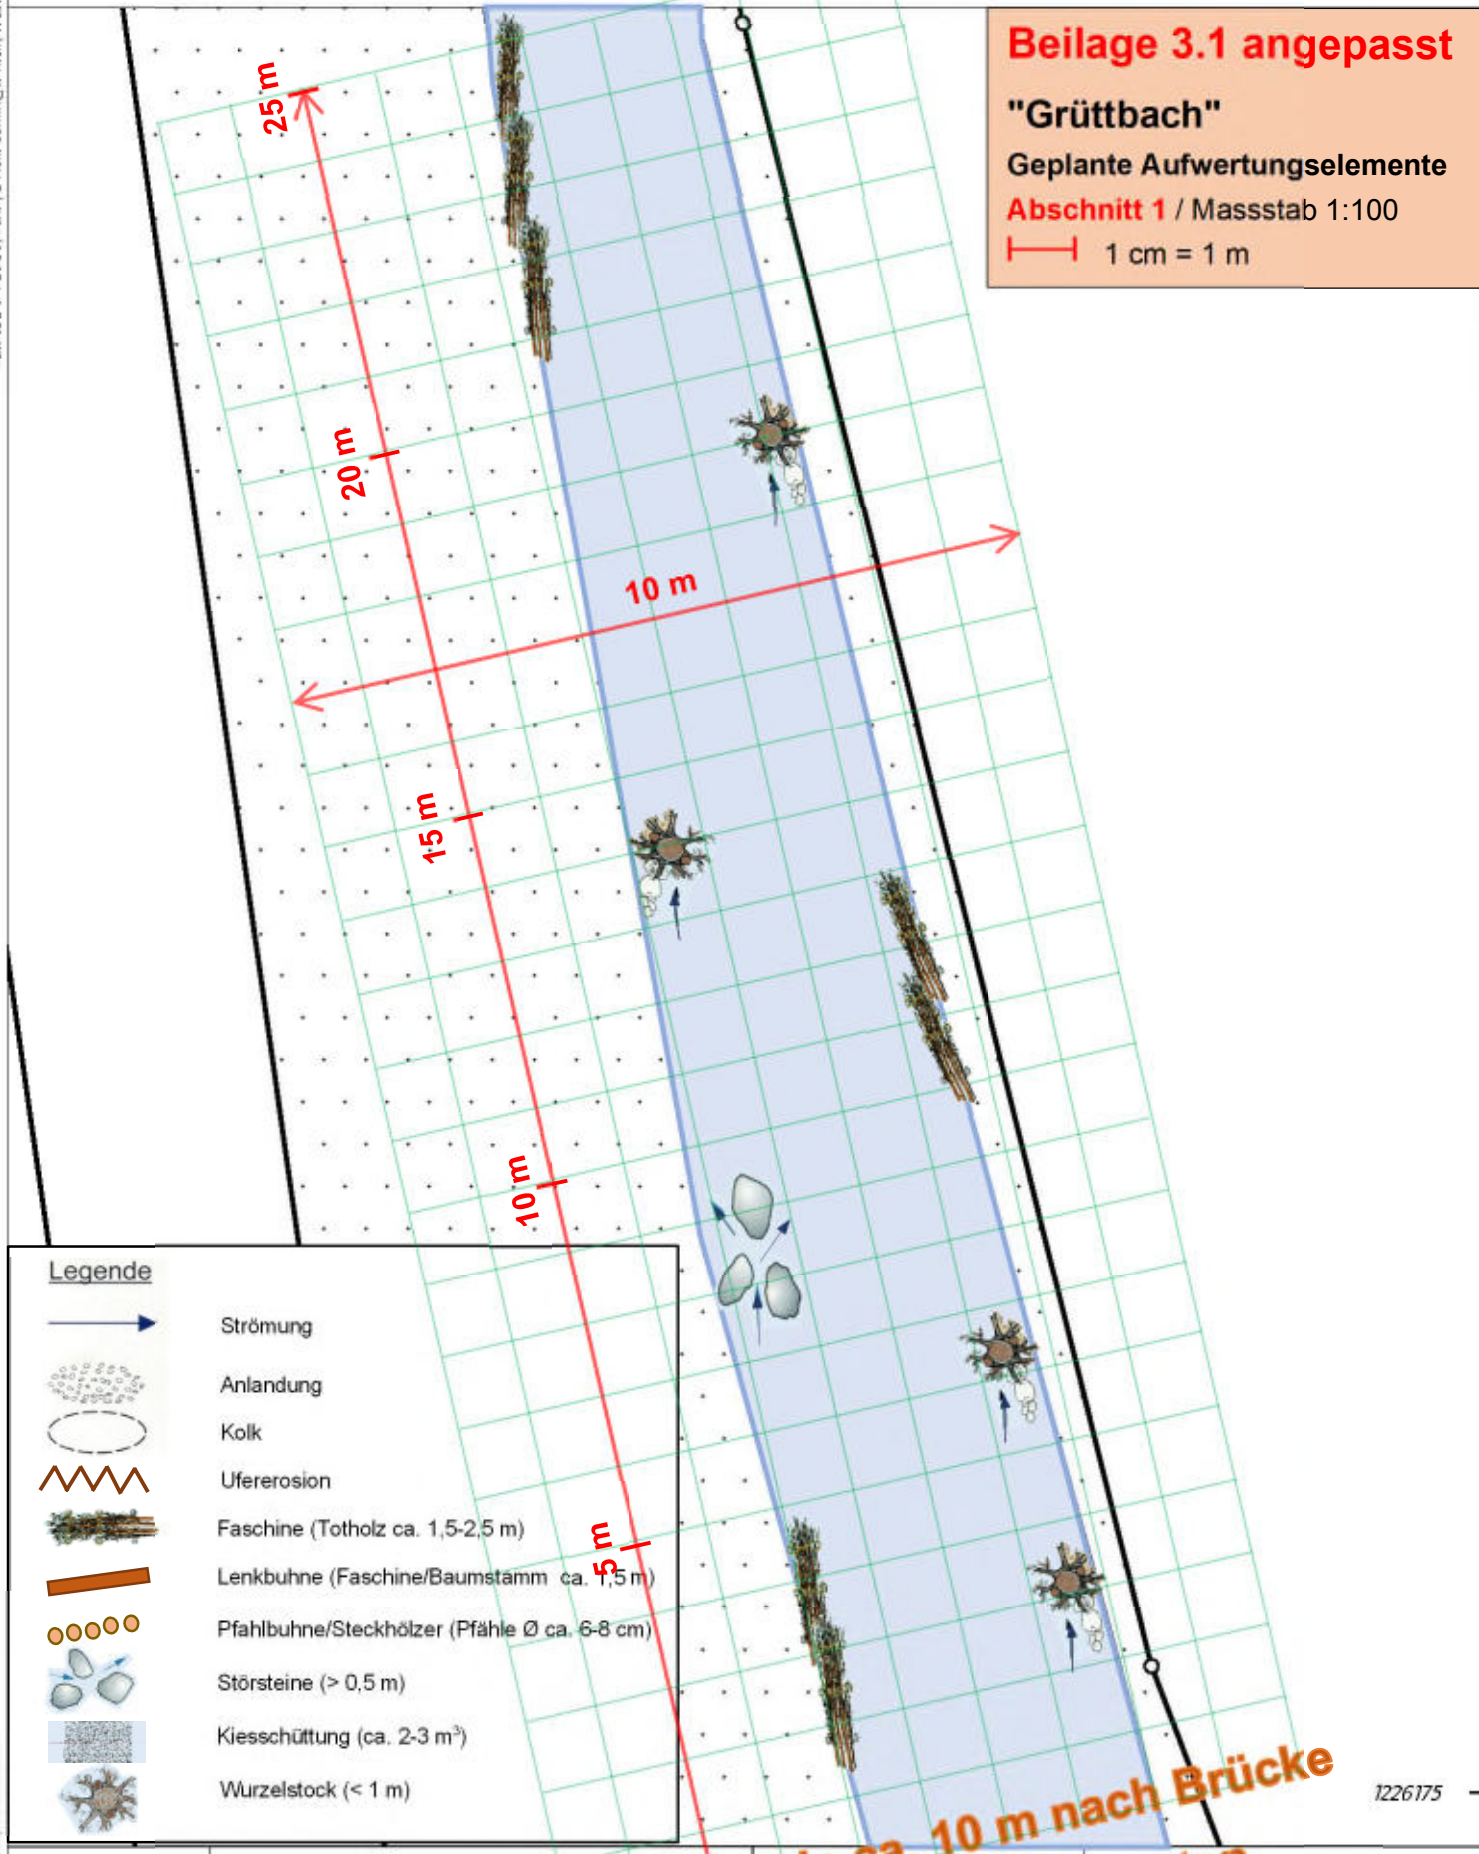 Beilage 3.1 angepasst
"Grüttbach"
Geplante Aufwertungselemente
Abschnitt 1 / Massstab 1:100
1 cm = 1 m
25 m
20 m
10 m
15 m
10 m
5 m
Legende
Strömung
Anlandung
Kolk
Ufererosion
Faschine (Totholz ca. 1,5-2,5 m)
Lenkbuhne (Faschine/Baumstamm ca. 1,5 m)
Pfahlbuhne/Steckhölzer (Pfähle Ø ca. 6-8 cm)
Störsteine (> 0,5 m)
Kiesschüttung (ca. 2-3 m³)
Wurzelstock (< 1 m)
ca. 10 m nach Brücke
1226175